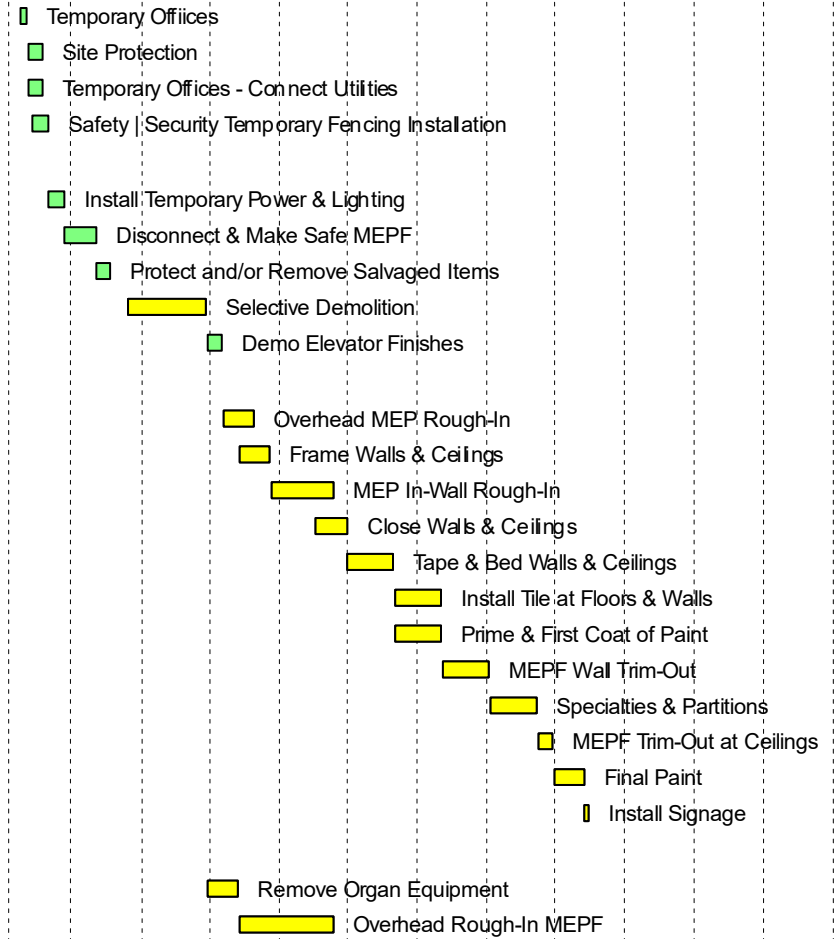 Temporary Offiices
Site Protection
Temporary Offices - Connect Utilities
Safety | Security Temporary Fencing Installation
Install Temporary Power & Lighting
Disconnect & Make Safe MEPF
Protect and/or Remove Salvaged Items
Selective Demolition
Demo Elevator Finishes
Overhead MEP Rough-In
Frame Walls & Ceilings
MEP In-Wall Rough-In
Close Walls & Ceilings
Tape & Bed Walls & Ceilings
Install Tile at Floors & Walls
Prime & First Coat of Paint
MEPF Wall Trim-Out
Specialties & Partitions
MEPF Trim-Out at Ceilings
Final Paint
Install Signage
Remove Organ Equipment
Overhead Rough-In MEPF